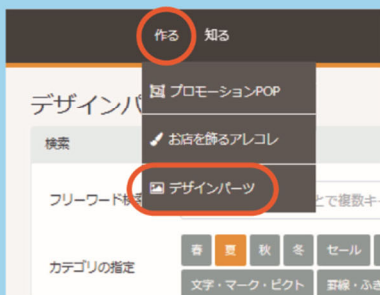 作る 知る
プロモーションPOP
デザインパ
お店を飾るアレコレ
検索
デザインパーツ
フリーワード検
とで複数キー
春 夏 秋 冬 セール
カテゴリの指定
文字・マーク・ピクト 罫線・ふき